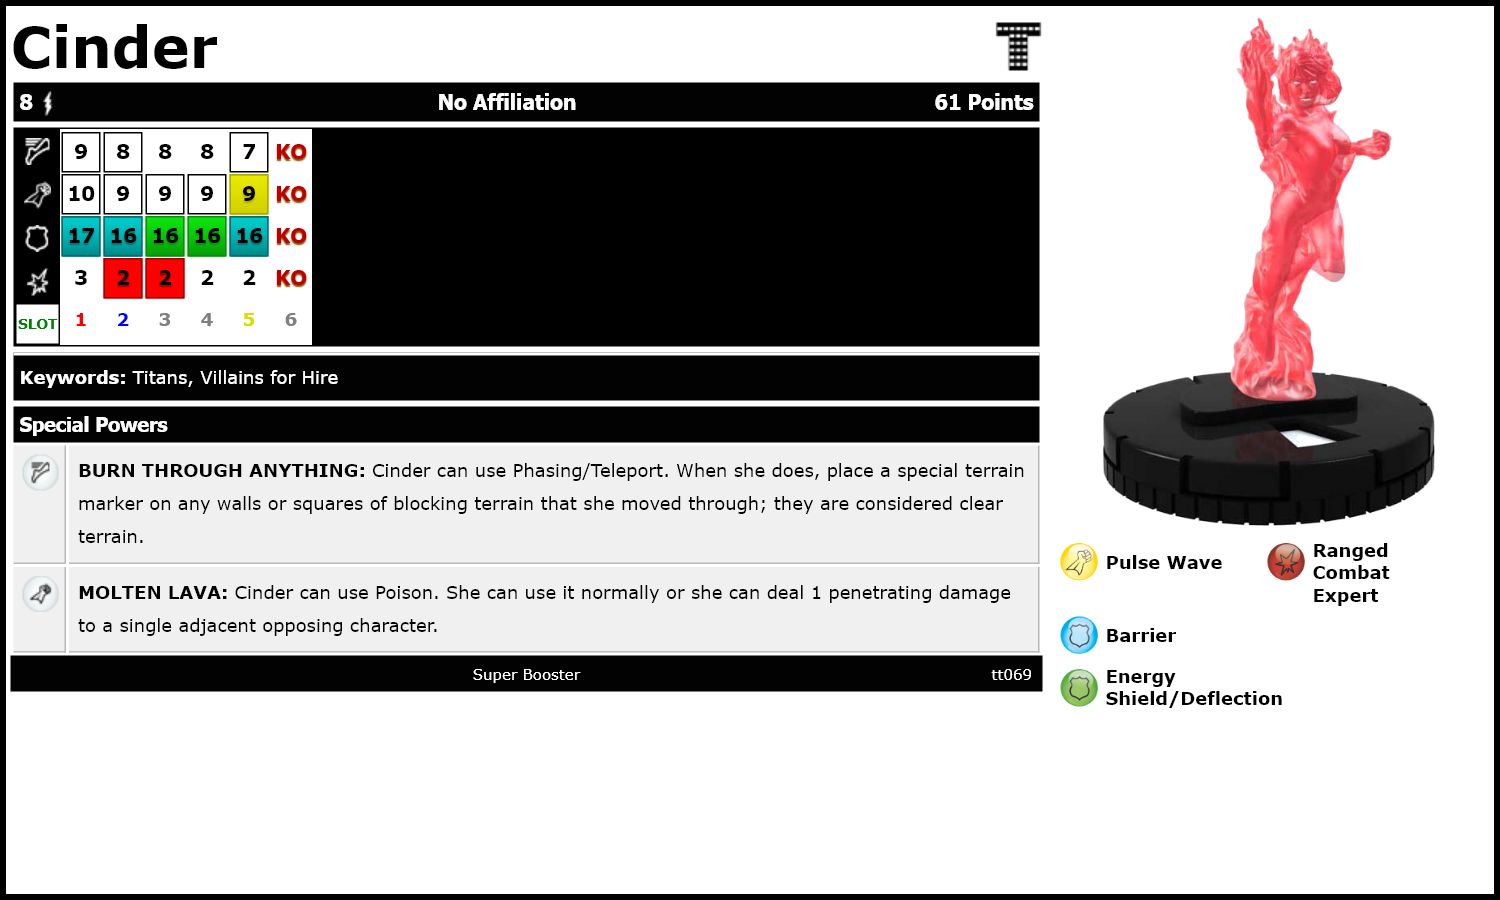 Cinder
8 No Affiliation 61 Points
9 8 8 8 7 KO
10 9 9 9 9 KO
17 16 16 16 16 KO
3 2 2 2 2 KO
SLOT 1 2 3 4 5 6
Keywords: Titans, Villains for Hire
Special Powers
BURN THROUGH ANYTHING: Cinder can use Phasing/Teleport. When she does, place a special terrain
marker on any walls or squares of blocking terrain that she moved through; they are considered clear
terrain.
MOLTEN LAVA: Cinder can use Poison. She can use it normally or she can deal 1 penetrating damage
to a single adjacent opposing character.
Super Booster tt069
Pulse Wave
Ranged
Combat
Expert
Barrier
Energy
Shield/Deflection